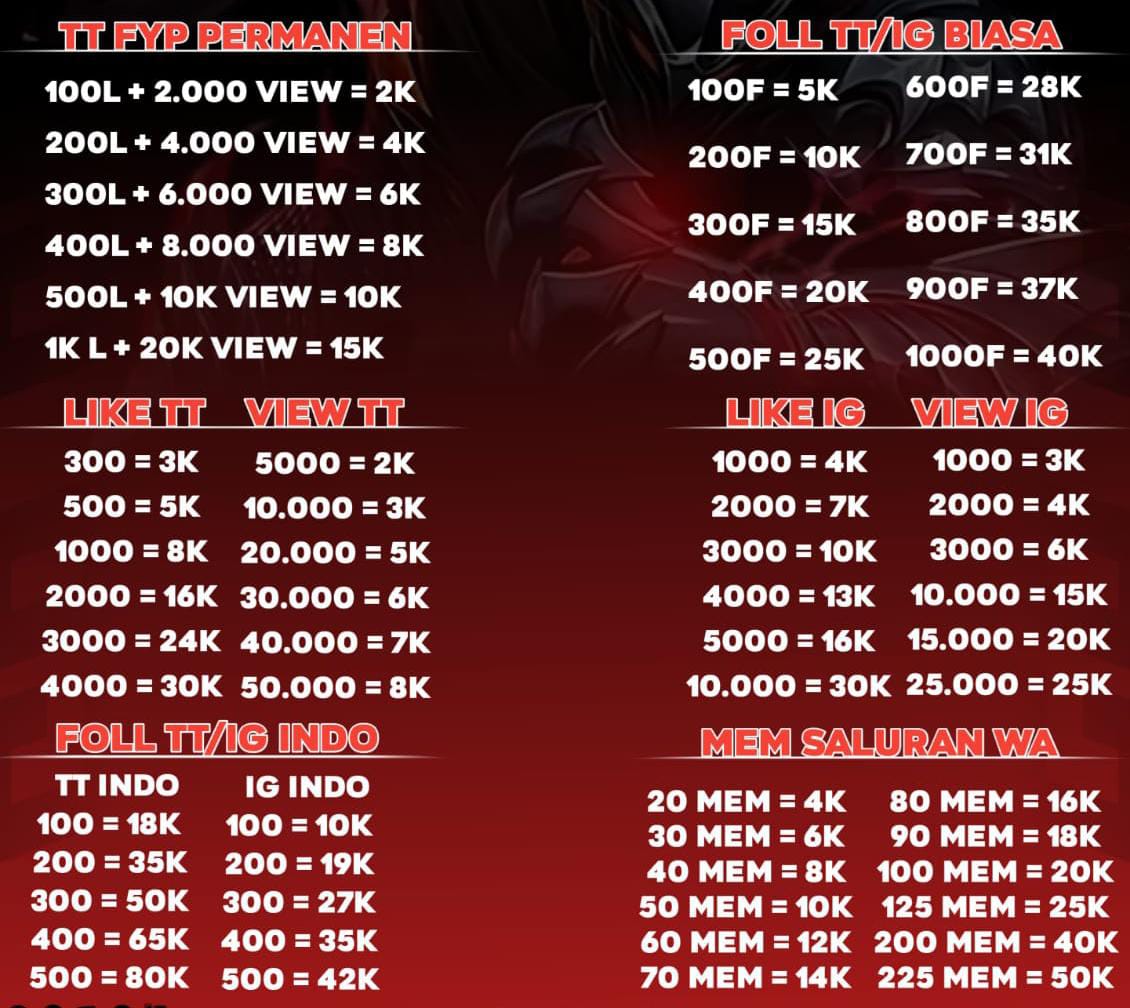 TT FYP PERMANEN
100L + 2.000 VIEW = 2K
200L + 4.000 VIEW = 4K
300L + 6.000 VIEW = 6K
400L + 8.000 VIEW = 8K
500L + 10K VIEW = 10K
1K L + 20K VIEW = 15K
FOLL TT/IG BIASA
100F = 5K 600F = 28K
200F = 10K 700F = 31K
300F = 15K 800F = 35K
400F = 20K 900F = 37K
500F = 25K 1000F = 40K
LIKE TT VIEW TT
300 = 3K 5000 = 2K
500 = 5K 10.000 = 3K
1000 = 8K 20.000 = 5K
2000 = 16K 30.000 = 6K
3000 = 24K 40.000 = 7K
4000 = 30K 50.000 = 8K
LIKE IG VIEW IG
1000 = 4K 1000 = 3K
2000 = 7K 2000 = 4K
3000 = 10K 3000 = 6K
4000 = 13K 10.000 = 15K
5000 = 16K 15.000 = 20K
10.000 = 30K 25.000 = 25K
FOLL TT/IG INDO
TT INDO IG INDO
100 = 18K 100 = 10K
200 = 35K 200 = 19K
300 = 50K 300 = 27K
400 = 65K 400 = 35K
500 = 80K 500 = 42K
MEM SALURAN WA
20 MEM = 4K 80 MEM = 16K
30 MEM = 6K 90 MEM = 18K
40 MEM = 8K 100 MEM = 20K
50 MEM = 10K 125 MEM = 25K
60 MEM = 12K 200 MEM = 40K
70 MEM = 14K 225 MEM = 50K